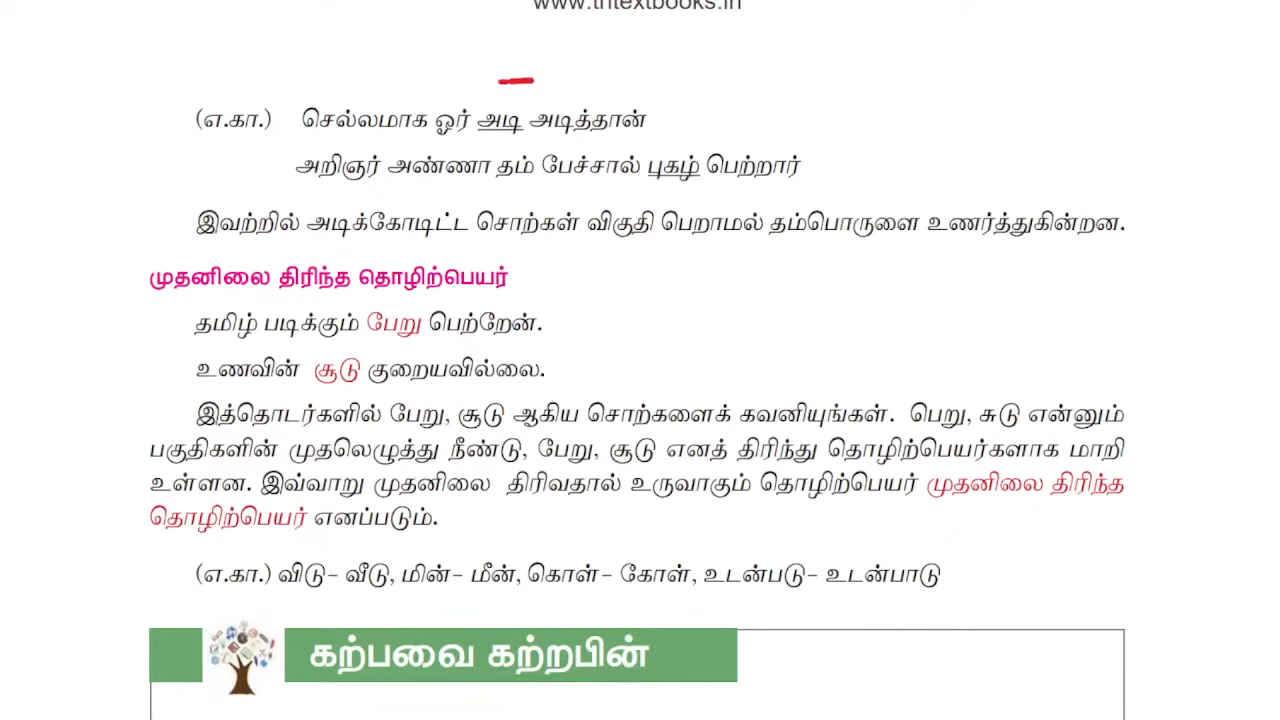 www.tntextbooks.in
(எ.கா.) செல்லமாக ஓர் அடி அடித்தான்
அறிஞர் அண்ணா தம் பேச்சால் புகழ் பெற்றார்
இவற்றில் அடிக்கோடிட்ட சொற்கள் விகுதி பெறாமல் தம்பொருளை உணர்த்துகின்றன.
முதனிலை திரிந்த தொழிற்பெயர்
தமிழ் படிக்கும் பேறு பெற்றேன்.
உணவின் சூடு குறையவில்லை.
இத்தொடர்களில் பேறு, சூடு ஆகிய சொற்களைக் கவனியுங்கள். பெறு, சுடு என்னும்
பகுதிகளின் முதலெழுத்து நீண்டு, பேறு, சூடு எனத் திரிந்து தொழிற்பெயர்களாக மாறி
உள்ளன. இவ்வாறு முதனிலை திரிவதால் உருவாகும் தொழிற்பெயர் முதனிலை திரிந்த
தொழிற்பெயர் எனப்படும்.
(எ.கா.) விடு- வீடு, மின்- மீன், கொள்- கோள், உடன்படு- உடன்பாடு
கற்பவை கற்றபின்